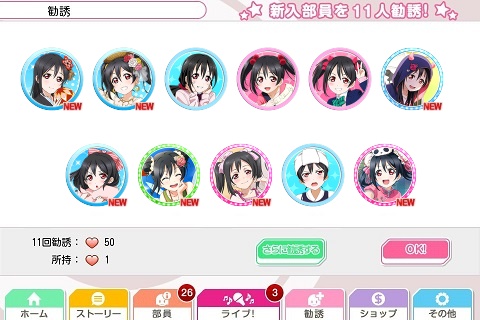 勧誘
新入部員を11人勧誘!
NEW
NEW
NEW
NEW
NEW
NEW
NEW
NEW
11回勧誘: 50
所持: 1
さらに勧誘する
OK!
26
3
ホーム
ストーリー
部員
ライブ!
勧誘
ショップ
その他